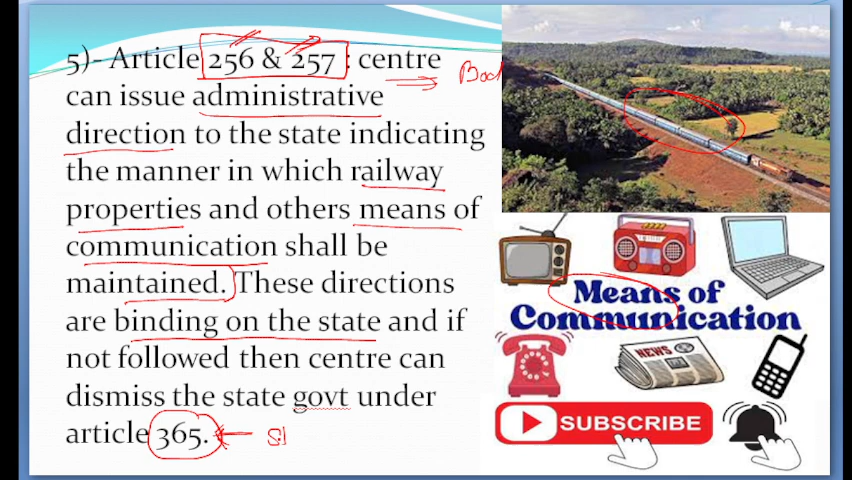 5)- Article 256 & 257 : centre
can issue administrative
direction to the state indicating
the manner in which railway
properties and others means of
communication shall be
maintained. These directions
are binding on the state and if
not followed then centre can
dismiss the state govt under
article 365.
Means of
Communication
NEWS
SUBSCRIBE